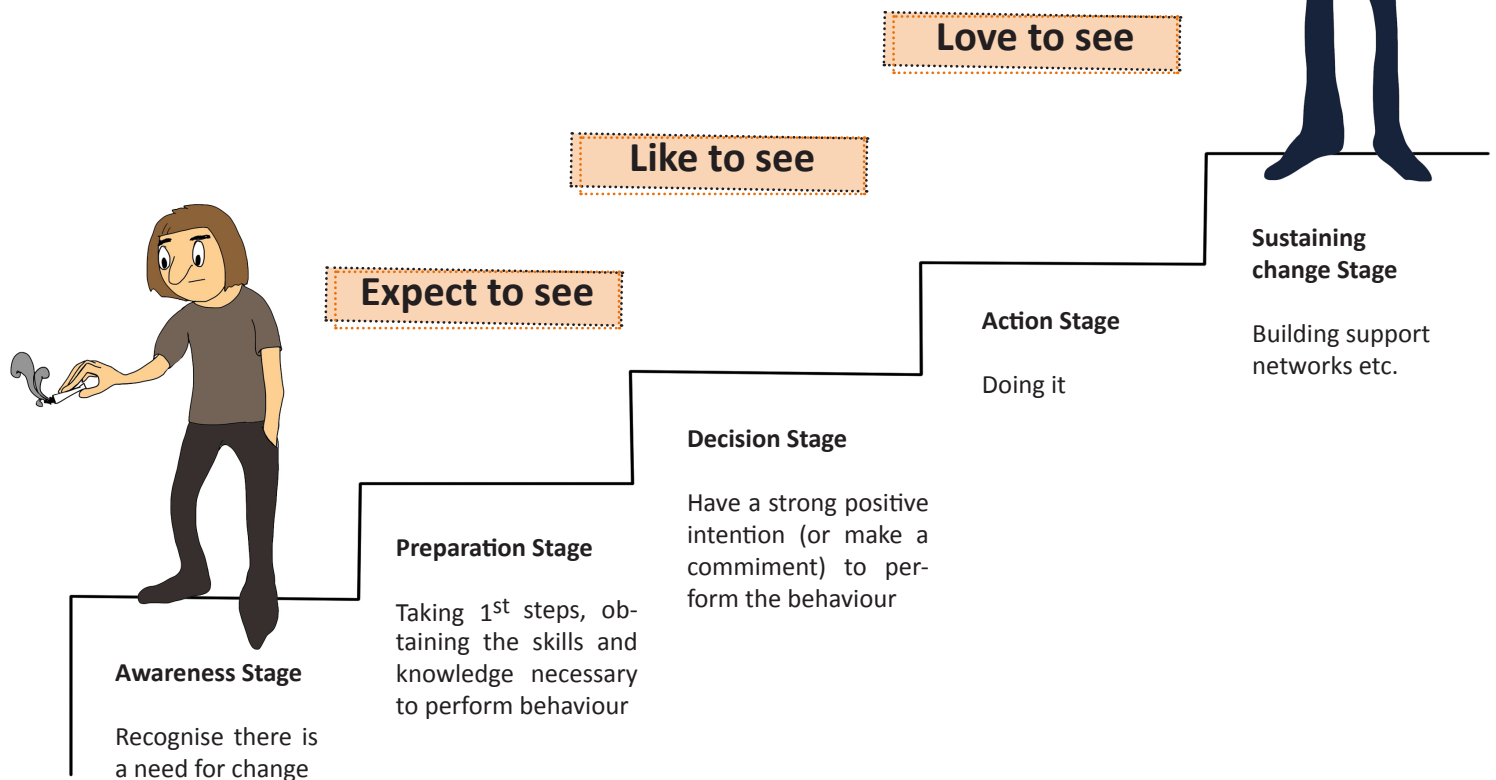 Love to see
Like to see
Expect to see
Awareness Stage
Recognise there is
a need for change
Preparation Stage
Taking 1st steps, ob-
taining the skills and
knowledge necessary
to perform behaviour
Decision Stage
Have a strong positive
intention (or make a
commiment) to per-
form the behaviour
Action Stage
Doing it
Sustaining
change Stage
Building support
networks etc.